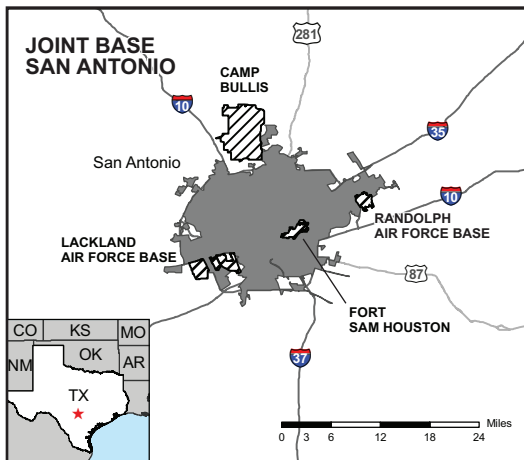 JOINT BASE
SAN ANTONIO
281
CAMP
BULLIS
10
35
San Antonio
10
RANDOLPH
AIR FORCE BASE
LACKLAND
AIR FORCE BASE
87
FORT
SAM HOUSTON
37
CO
KS
MO
NM
OK
AR
TX
Miles
0 3 6 12 18 24